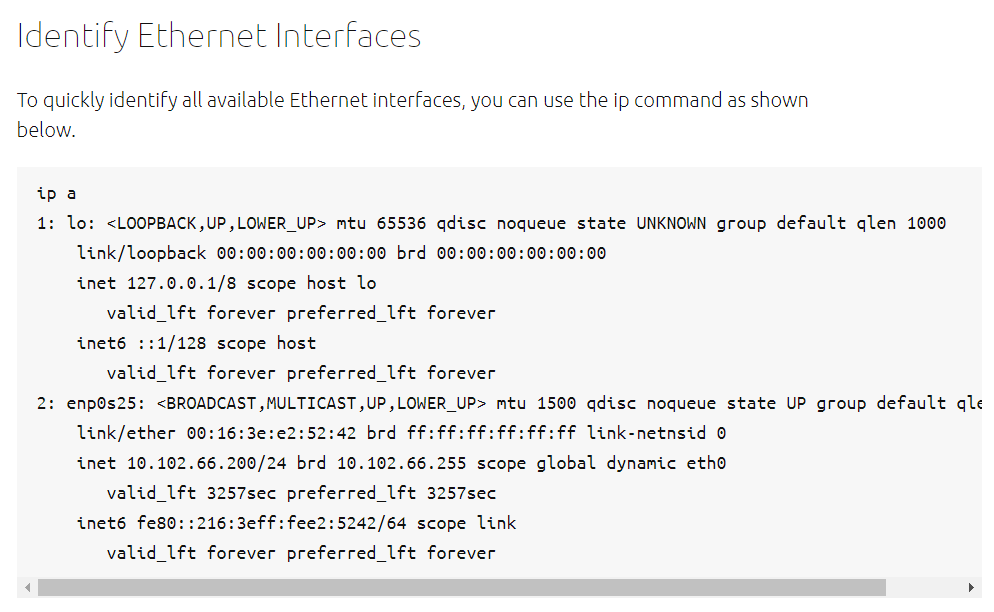 Identify Ethernet Interfaces
To quickly identify all available Ethernet interfaces, you can use the ip command as shown
below.
ip a
1: lo: <LOOPBACK,UP,LOWER_UP> mtu 65536 qdisc noqueue state UNKNOWN group default qlen 1000
    link/loopback 00:00:00:00:00:00 brd 00:00:00:00:00:00
    inet 127.0.0.1/8 scope host lo
       valid_lft forever preferred_lft forever
    inet6 ::1/128 scope host
       valid_lft forever preferred_lft forever
2: enp0s25: <BROADCAST,MULTICAST,UP,LOWER_UP> mtu 1500 qdisc noqueue state UP group default qle
    link/ether 00:16:3e:e2:52:42 brd ff:ff:ff:ff:ff:ff link-netnsid 0
    inet 10.102.66.200/24 brd 10.102.66.255 scope global dynamic eth0
       valid_lft 3257sec preferred_lft 3257sec
    inet6 fe80::216:3eff:fee2:5242/64 scope link
       valid_lft forever preferred_lft forever